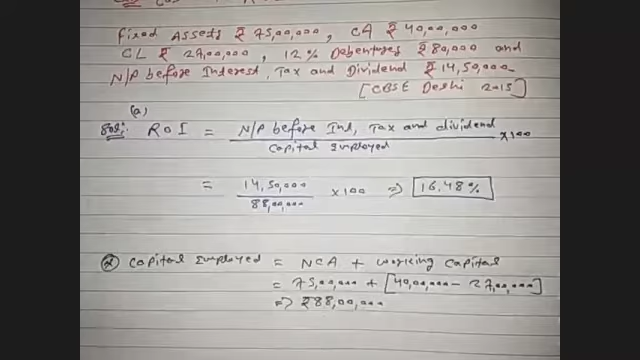 Fixed Assets ₹ 75,00,000, CA ₹ 40,00,000
CL ₹ 27,00,000, 12% Debentures ₹ 80,000 and
N/P before Interest, Tax and Dividend ₹ 14,50,000
[CBSE Delhi 2015]
(a)
Sol: ROI = N/P before Int, Tax and dividend
Capital Employed
×100
= 14,50,000
88,00,000
×100 => 16.48%
* Capital Employed = NCA + Working Capital
= 75,00,000 + [40,00,000 - 27,00,000]
=> ₹88,00,000